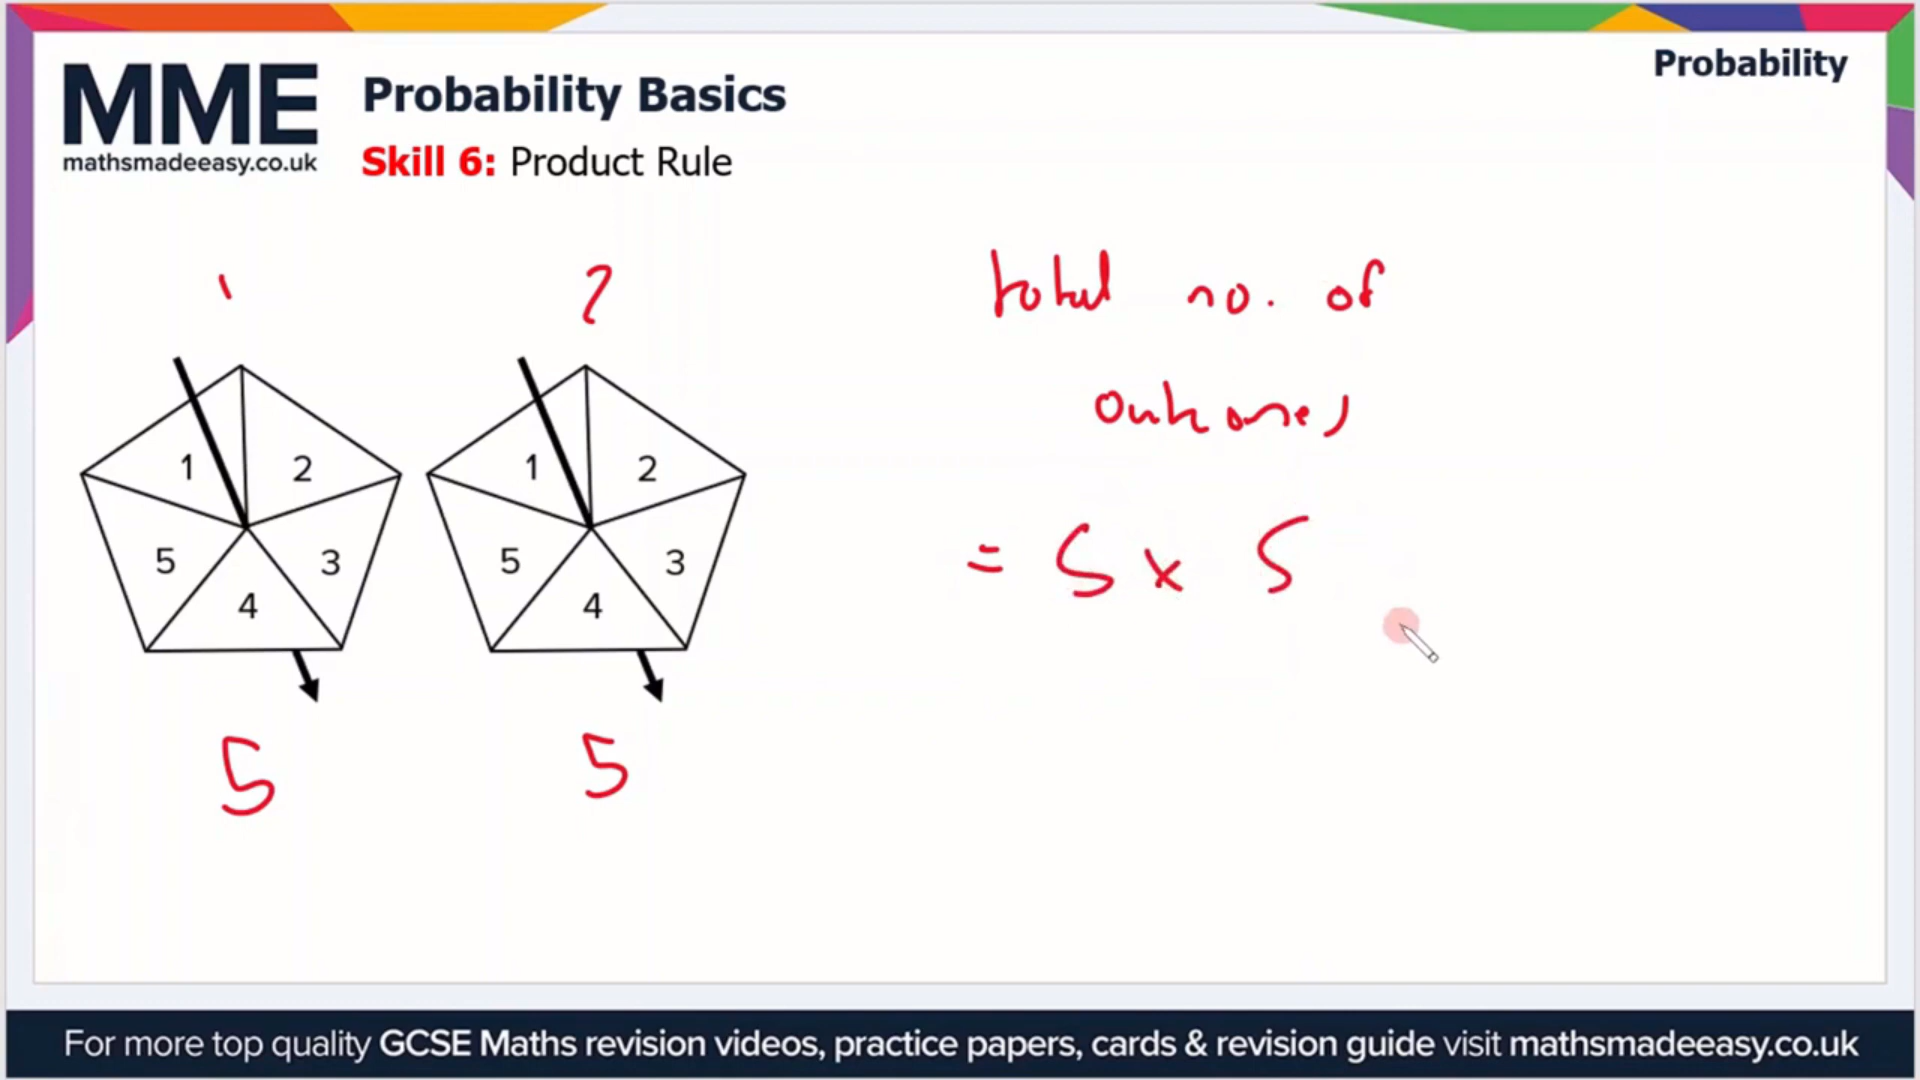 Probability
MME
mathsmadeeasy.co.uk
Probability Basics
Skill 6: Product Rule
1 2
total no. of
outcomes
= 5 x 5
1 2 3 4 5
1 2 3 4 5
5 5
For more top quality GCSE Maths revision videos, practice papers, cards & revision guide visit mathsmadeeasy.co.uk